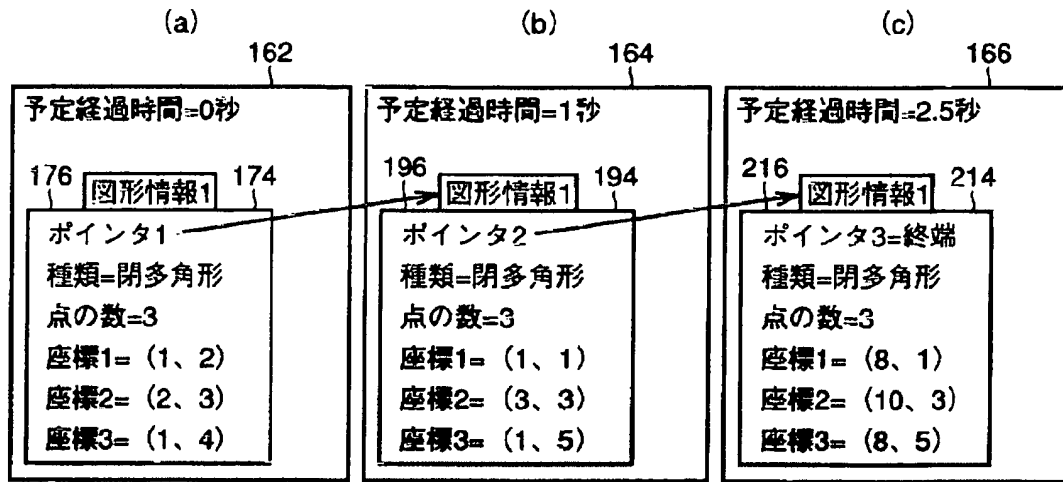 (a)
162
予定経過時間=0秒
176
図形情報1
174
ポインタ1
種類=閉多角形
点の数=3
座標1=（1、2）
座標2=（2、3）
座標3=（1、4）
(b)
164
予定経過時間=1秒
196
図形情報1
194
ポインタ2
種類=閉多角形
点の数=3
座標1=（1、1）
座標2=（3、3）
座標3=（1、5）
(c)
166
予定経過時間=2.5秒
216
図形情報1
214
ポインタ3=終端
種類=閉多角形
点の数=3
座標1=（8、1）
座標2=（10、3）
座標3=（8、5）